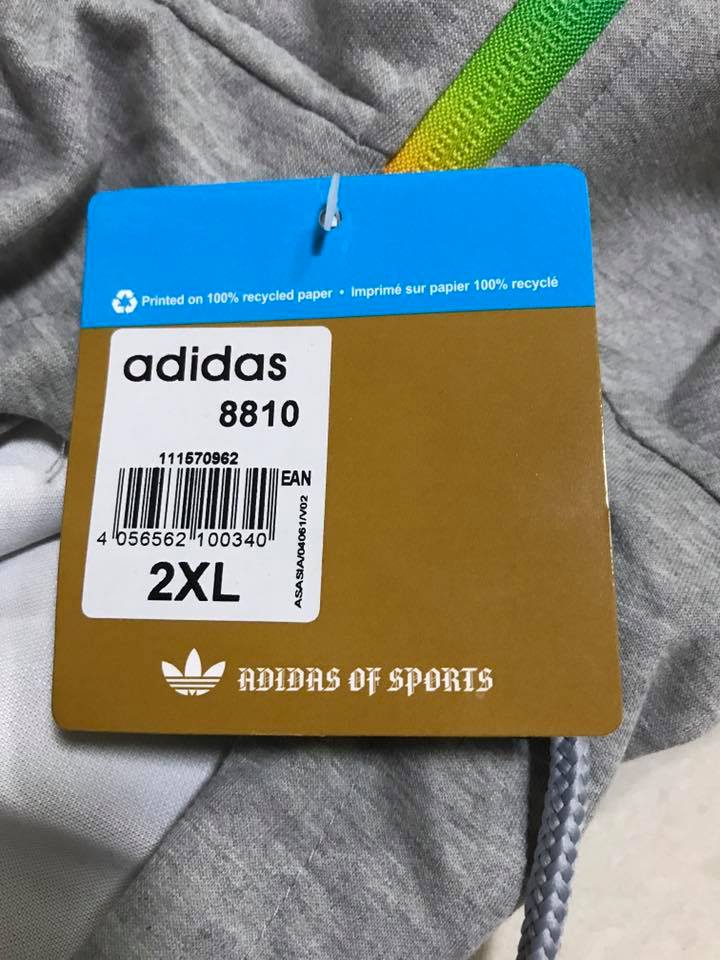 Printed on 100% recycled paper • Imprimé sur papier 100% recyclé
adidas
8810
111570962
EAN
4 056562 100340
2XL
ASASIA/04061/V02
ADIDAS OF SPORTS